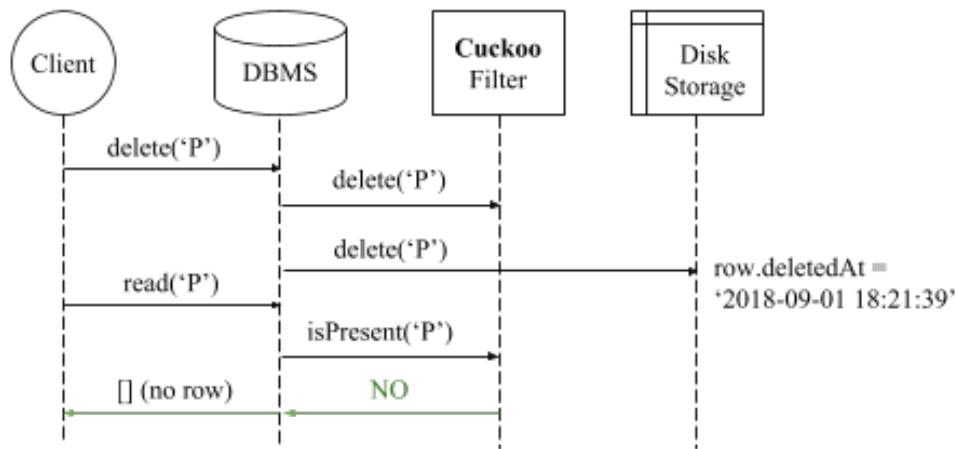 Client
DBMS
Cuckoo
Filter
Disk
Storage
delete(‘P’)
delete(‘P’)
delete(‘P’)
row.deletedAt =
‘2018-09-01 18:21:39’
read(‘P’)
isPresent(‘P’)
[] (no row)
NO